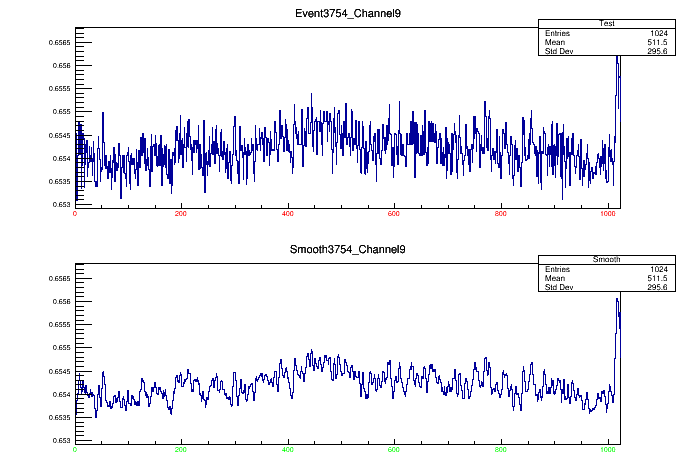 Event3754_Channel9
Test
Entries 1024
Mean 511.5
Std Dev 295.6
0.6565
0.656
0.6555
0.655
0.6545
0.654
0.6535
0.653
0 200 400 600 800 1000
Smooth3754_Channel9
Smooth
Entries 1024
Mean 511.5
Std Dev 295.6
0.6565
0.656
0.6555
0.655
0.6545
0.654
0.6535
0.653
0 200 400 600 800 1000